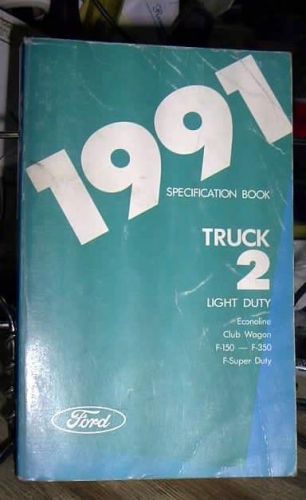 1991
SPECIFICATION BOOK
TRUCK
2
LIGHT DUTY
Econoline
Club Wagon
F-150 — F-350
F-Super Duty
Ford